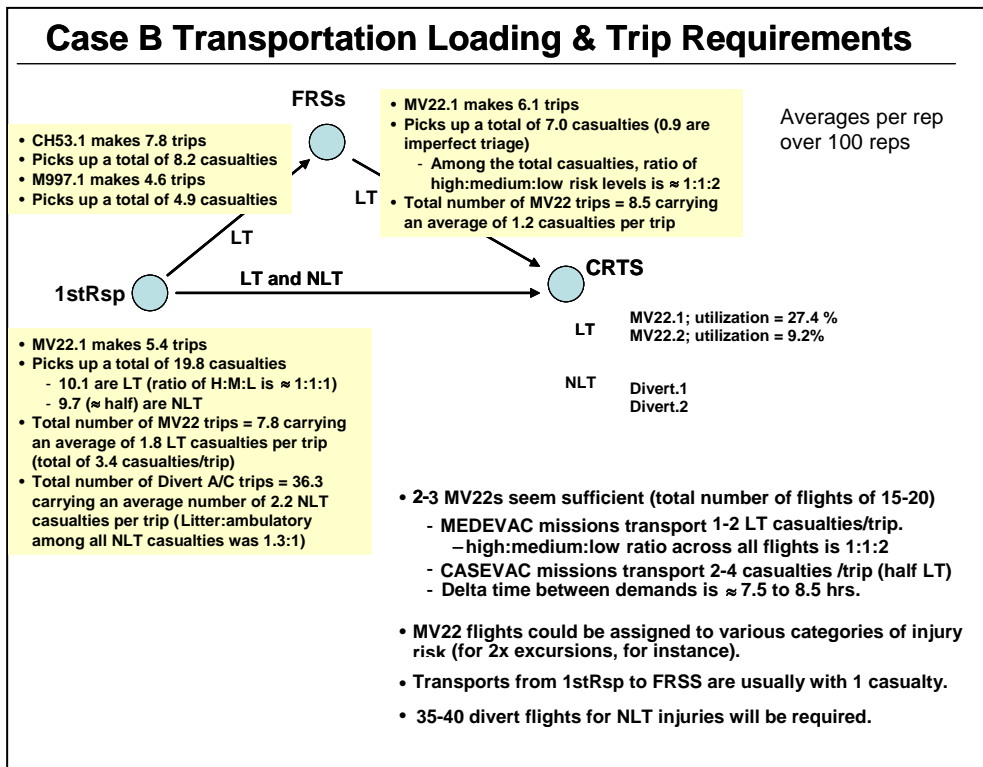 Case B Transportation Loading & Trip Requirements
FRSs
• MV22.1 makes 6.1 trips
• Picks up a total of 7.0 casualties (0.9 are
imperfect triage)
- Among the total casualties, ratio of
high:medium:low risk levels is ≈ 1:1:2
• Total number of MV22 trips = 8.5 carrying
an average of 1.2 casualties per trip
Averages per rep
over 100 reps
• CH53.1 makes 7.8 trips
• Picks up a total of 8.2 casualties
• M997.1 makes 4.6 trips
• Picks up a total of 4.9 casualties
LT
LT
1stRsp
LT and NLT
CRTS
LT
MV22.1; utilization = 27.4 %
MV22.2; utilization = 9.2%
NLT
Divert.1
Divert.2
• MV22.1 makes 5.4 trips
• Picks up a total of 19.8 casualties
- 10.1 are LT (ratio of H:M:L is ≈ 1:1:1)
- 9.7 (≈ half) are NLT
• Total number of MV22 trips = 7.8 carrying
an average of 1.8 LT casualties per trip
(total of 3.4 casualties/trip)
• Total number of Divert A/C trips = 36.3
carrying an average number of 2.2 NLT
casualties per trip (Litter:ambulatory
among all NLT casualties was 1.3:1)
• 2-3 MV22s seem sufficient (total number of flights of 15-20)
- MEDEVAC missions transport 1-2 LT casualties/trip.
–high:medium:low ratio across all flights is 1:1:2
- CASEVAC missions transport 2-4 casualties /trip (half LT)
- Delta time between demands is ≈ 7.5 to 8.5 hrs.
• MV22 flights could be assigned to various categories of injury
risk (for 2x excursions, for instance).
• Transports from 1stRsp to FRSS are usually with 1 casualty.
• 35-40 divert flights for NLT injuries will be required.